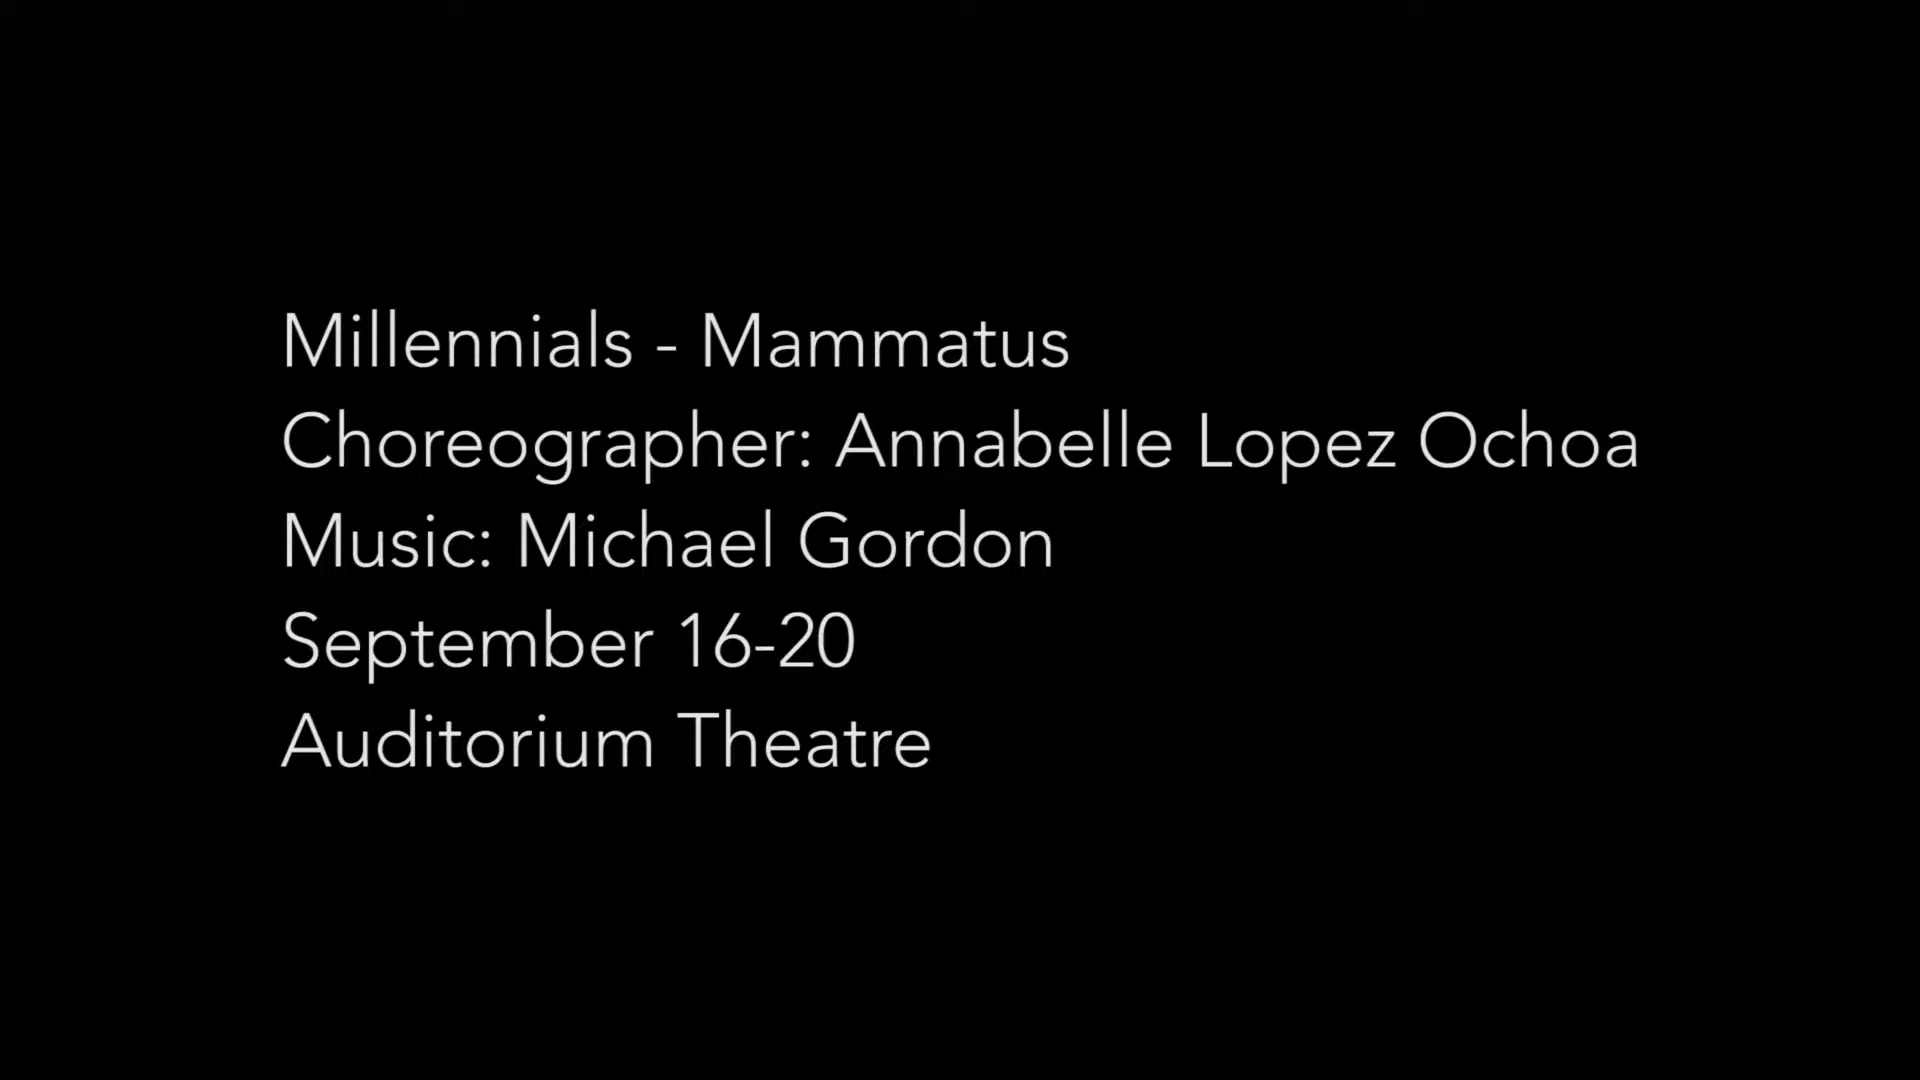 Millennials - Mammatus
Choreographer: Annabelle Lopez Ochoa
Music: Michael Gordon
September 16-20
Auditorium Theatre